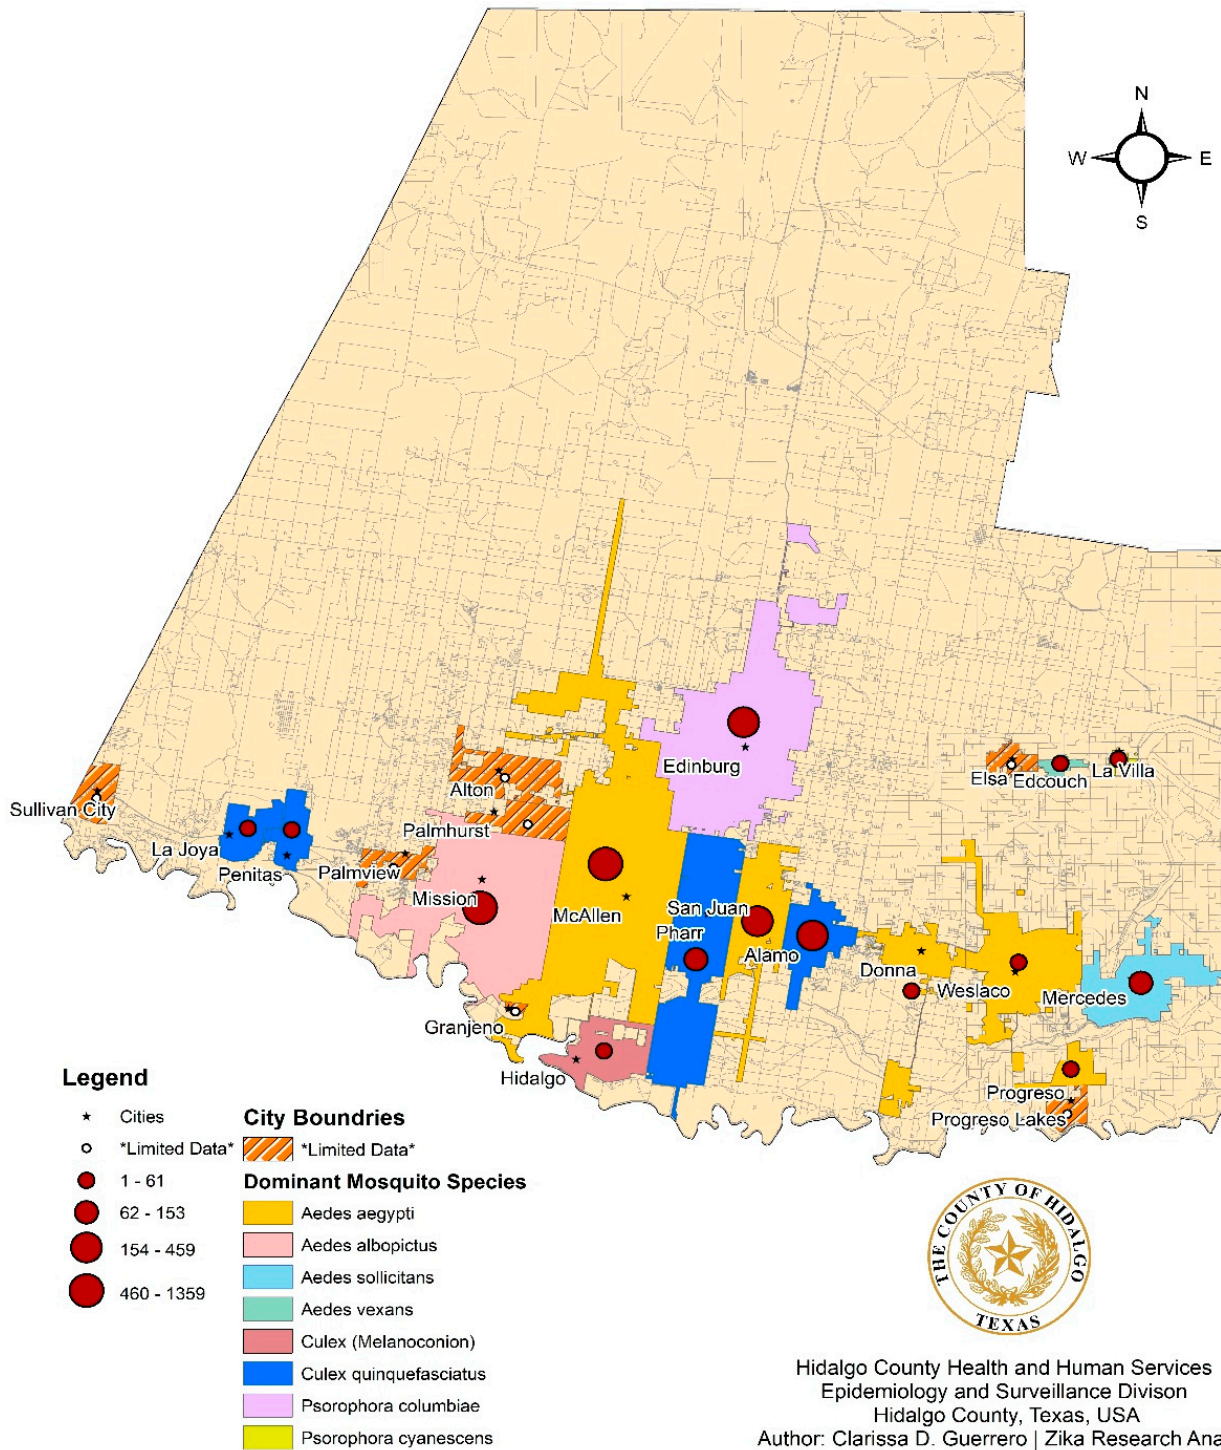 N
W E
S
Edinburg
Elsa
Edcouch
La Villa
Alton
Sullivan City
Palmhurst
La Joya
Penitas
Palmview
Mission
McAllen
San Juan
Pharr
Alamo
Donna
Weslaco
Mercedes
Granjeno
Hidalgo
Progreso
Progreso Lakes
Legend
Cities
*Limited Data*
1 - 61
62 - 153
154 - 459
460 - 1359
City Boundries
*Limited Data*
Dominant Mosquito Species
Aedes aegypti
Aedes albopictus
Aedes sollicitans
Aedes vexans
Culex (Melanoconion)
Culex quinquefasciatus
Psorophora columbiae
Psorophora cyanescens
THE COUNTY OF HIDALGO
TEXAS
Hidalgo County Health and Human Services
Epidemiology and Surveillance Divison
Hidalgo County, Texas, USA
Author: Clarissa D. Guerrero | Zika Research Ana